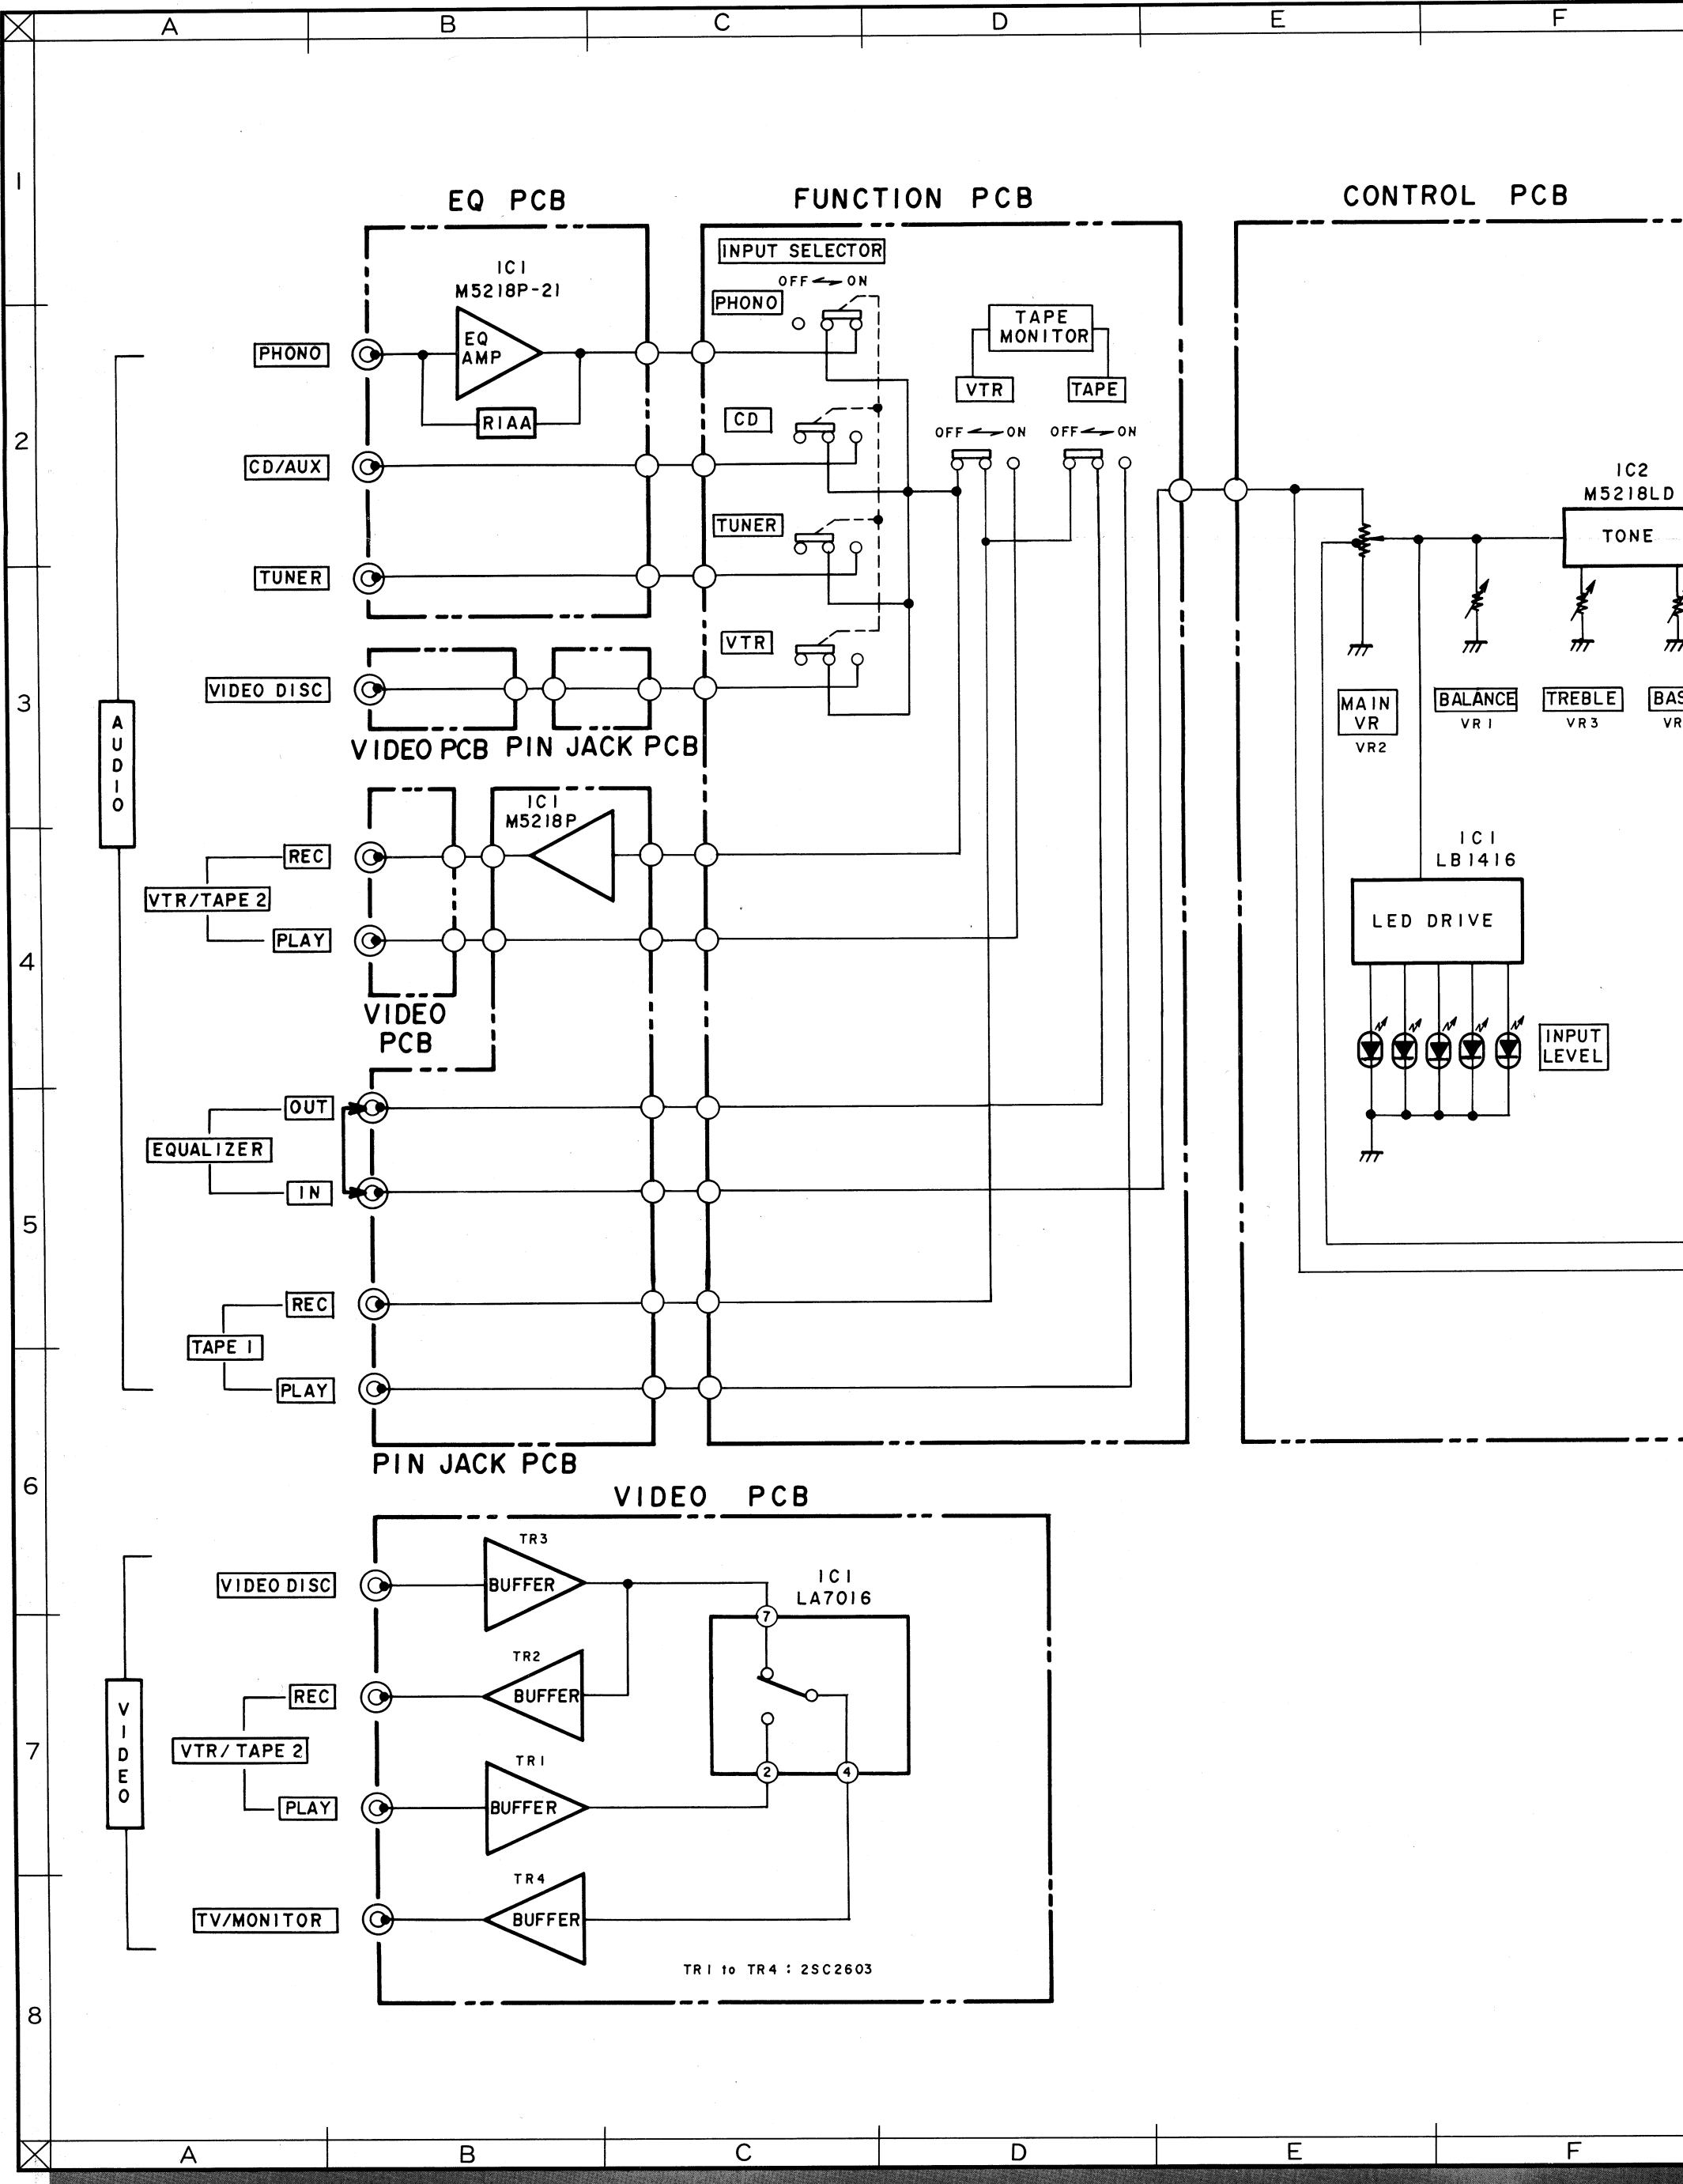 A B C D E F
1
EQ PCB
FUNCTION PCB
CONTROL PCB
INPUT SELECTOR
OFF ON
IC1
M5218P-21
PHONO
TAPE
MONITOR
EQ
AMP
PHONO
VTR
TAPE
RIAA
CD
2
OFF ON
OFF ON
CD/AUX
IC2
M5218LD
TUNER
TONE
TUNER
VTR
VIDEO DISC
3
MAIN
VR
VR2
BALANCE
VR1
TREBLE
VR3
AUDIO
VIDEO PCB
PIN JACK PCB
IC1
M5218P
IC1
LB1416
REC
VTR/TAPE 2
LED DRIVE
PLAY
4
VIDEO
PCB
INPUT
LEVEL
OUT
EQUALIZER
IN
5
REC
TAPE 1
PLAY
PIN JACK PCB
6
VIDEO PCB
TR3
VIDEO DISC
BUFFER
IC1
LA7016
7
TR2
REC
BUFFER
VIDEO
7
VTR/TAPE 2
TR1
2
4
PLAY
BUFFER
TR4
TV/MONITOR
BUFFER
TR1 to TR4 : 2SC2603
8
A B C D E F